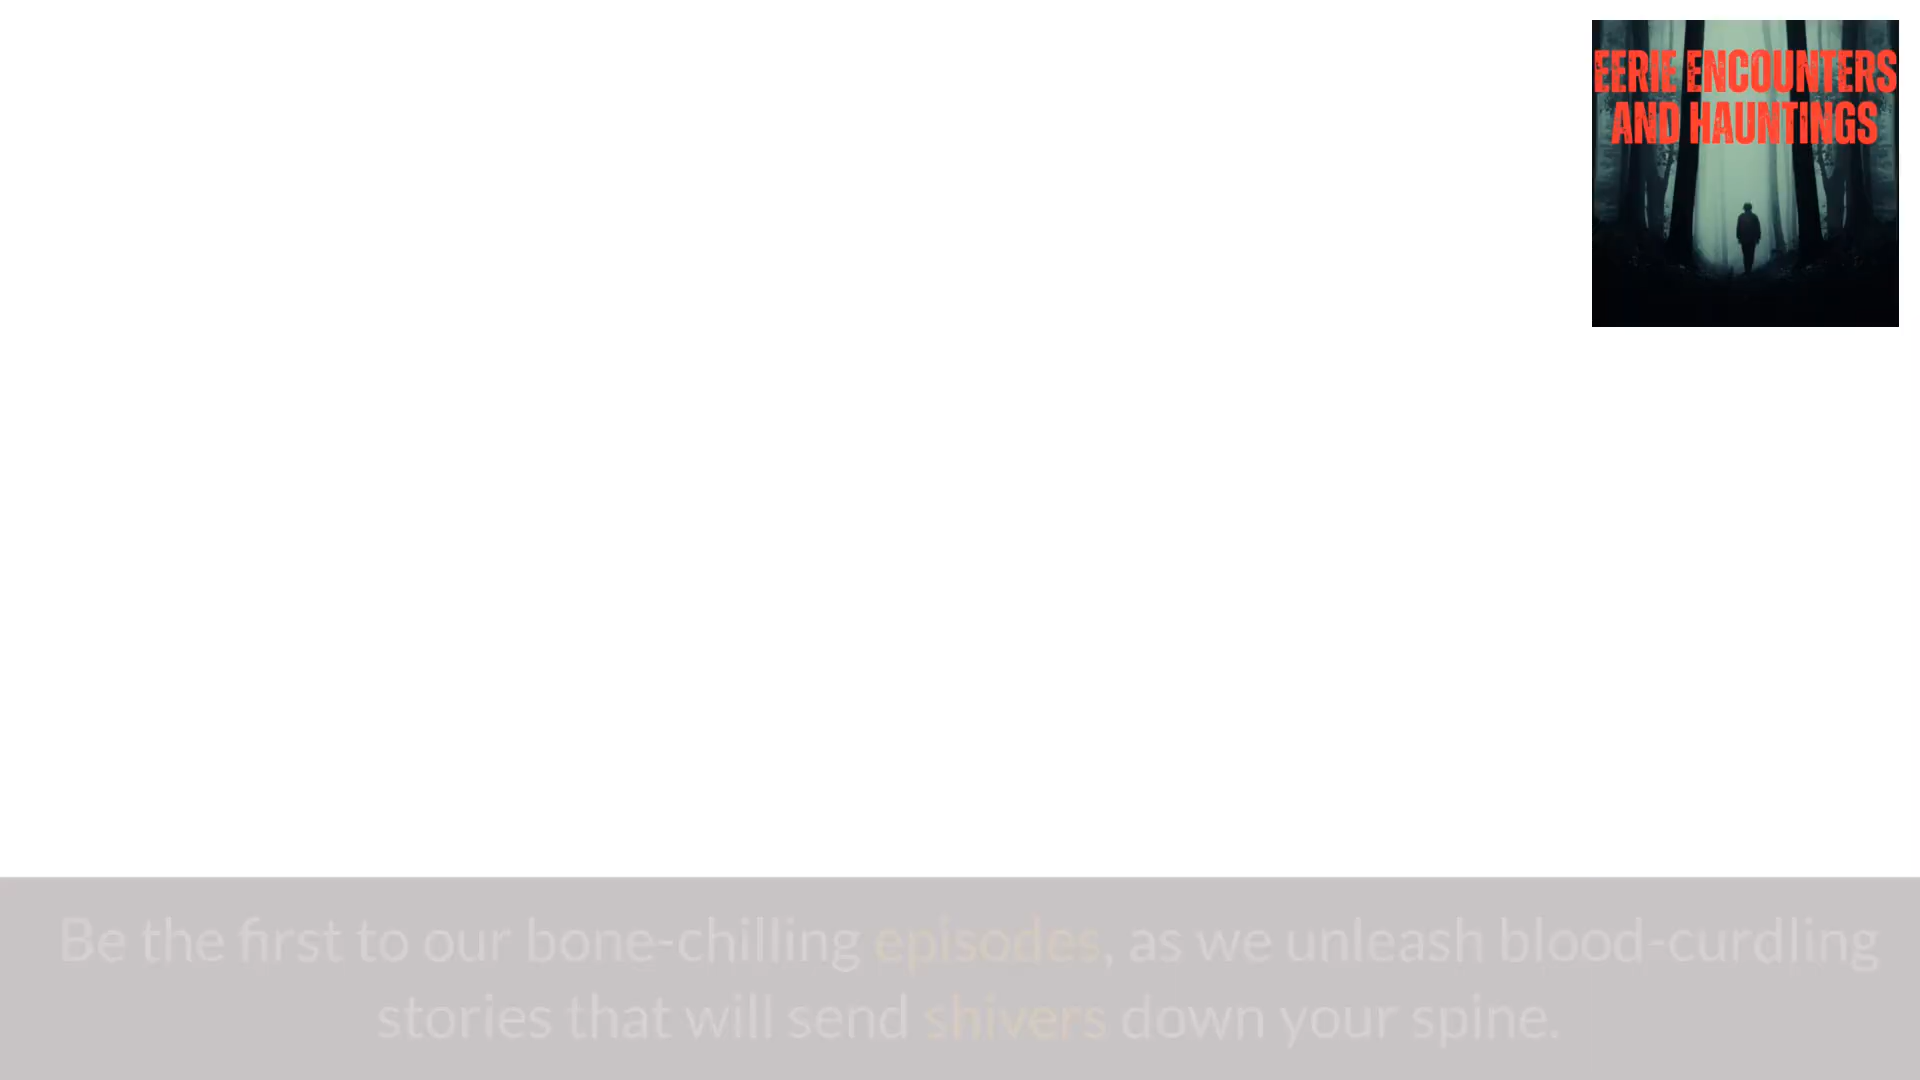 EERIE ENCOUNTERS
AND HAUNTINGS
Be the first to our bone-chilling episodes, as we unleash blood-curdling
stories that will send shivers down your spine.